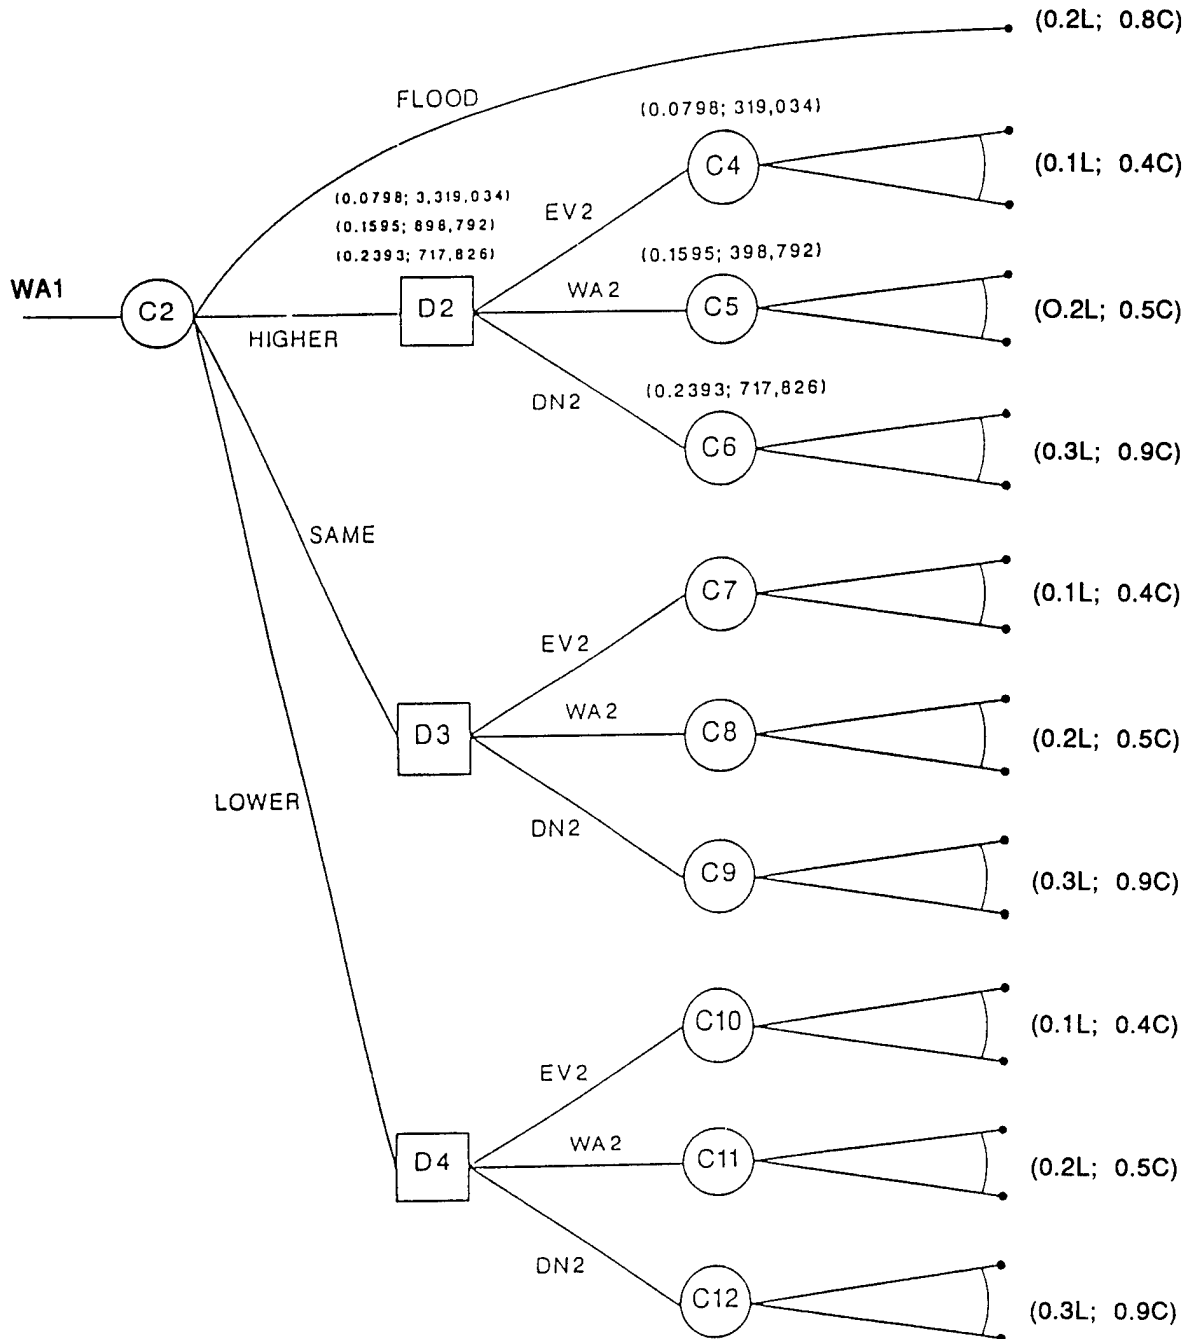 (0.2L; 0.8C)
FLOOD
(0.0798; 319,034)
C4
(0.1L; 0.4C)
(0.0798; 3,319,034)
(0.1595; 898,792)
(0.2393; 717,826)
EV2
WA1
C2
HIGHER
D2
WA2
(0.1595; 398,792)
C5
(O.2L; 0.5C)
DN2
(0.2393; 717,826)
C6
(0.3L; 0.9C)
SAME
C7
(0.1L; 0.4C)
EV2
D3
WA2
C8
(0.2L; 0.5C)
LOWER
DN2
C9
(0.3L; 0.9C)
C10
(0.1L; 0.4C)
EV2
D4
WA2
C11
(0.2L; 0.5C)
DN2
C12
(0.3L; 0.9C)